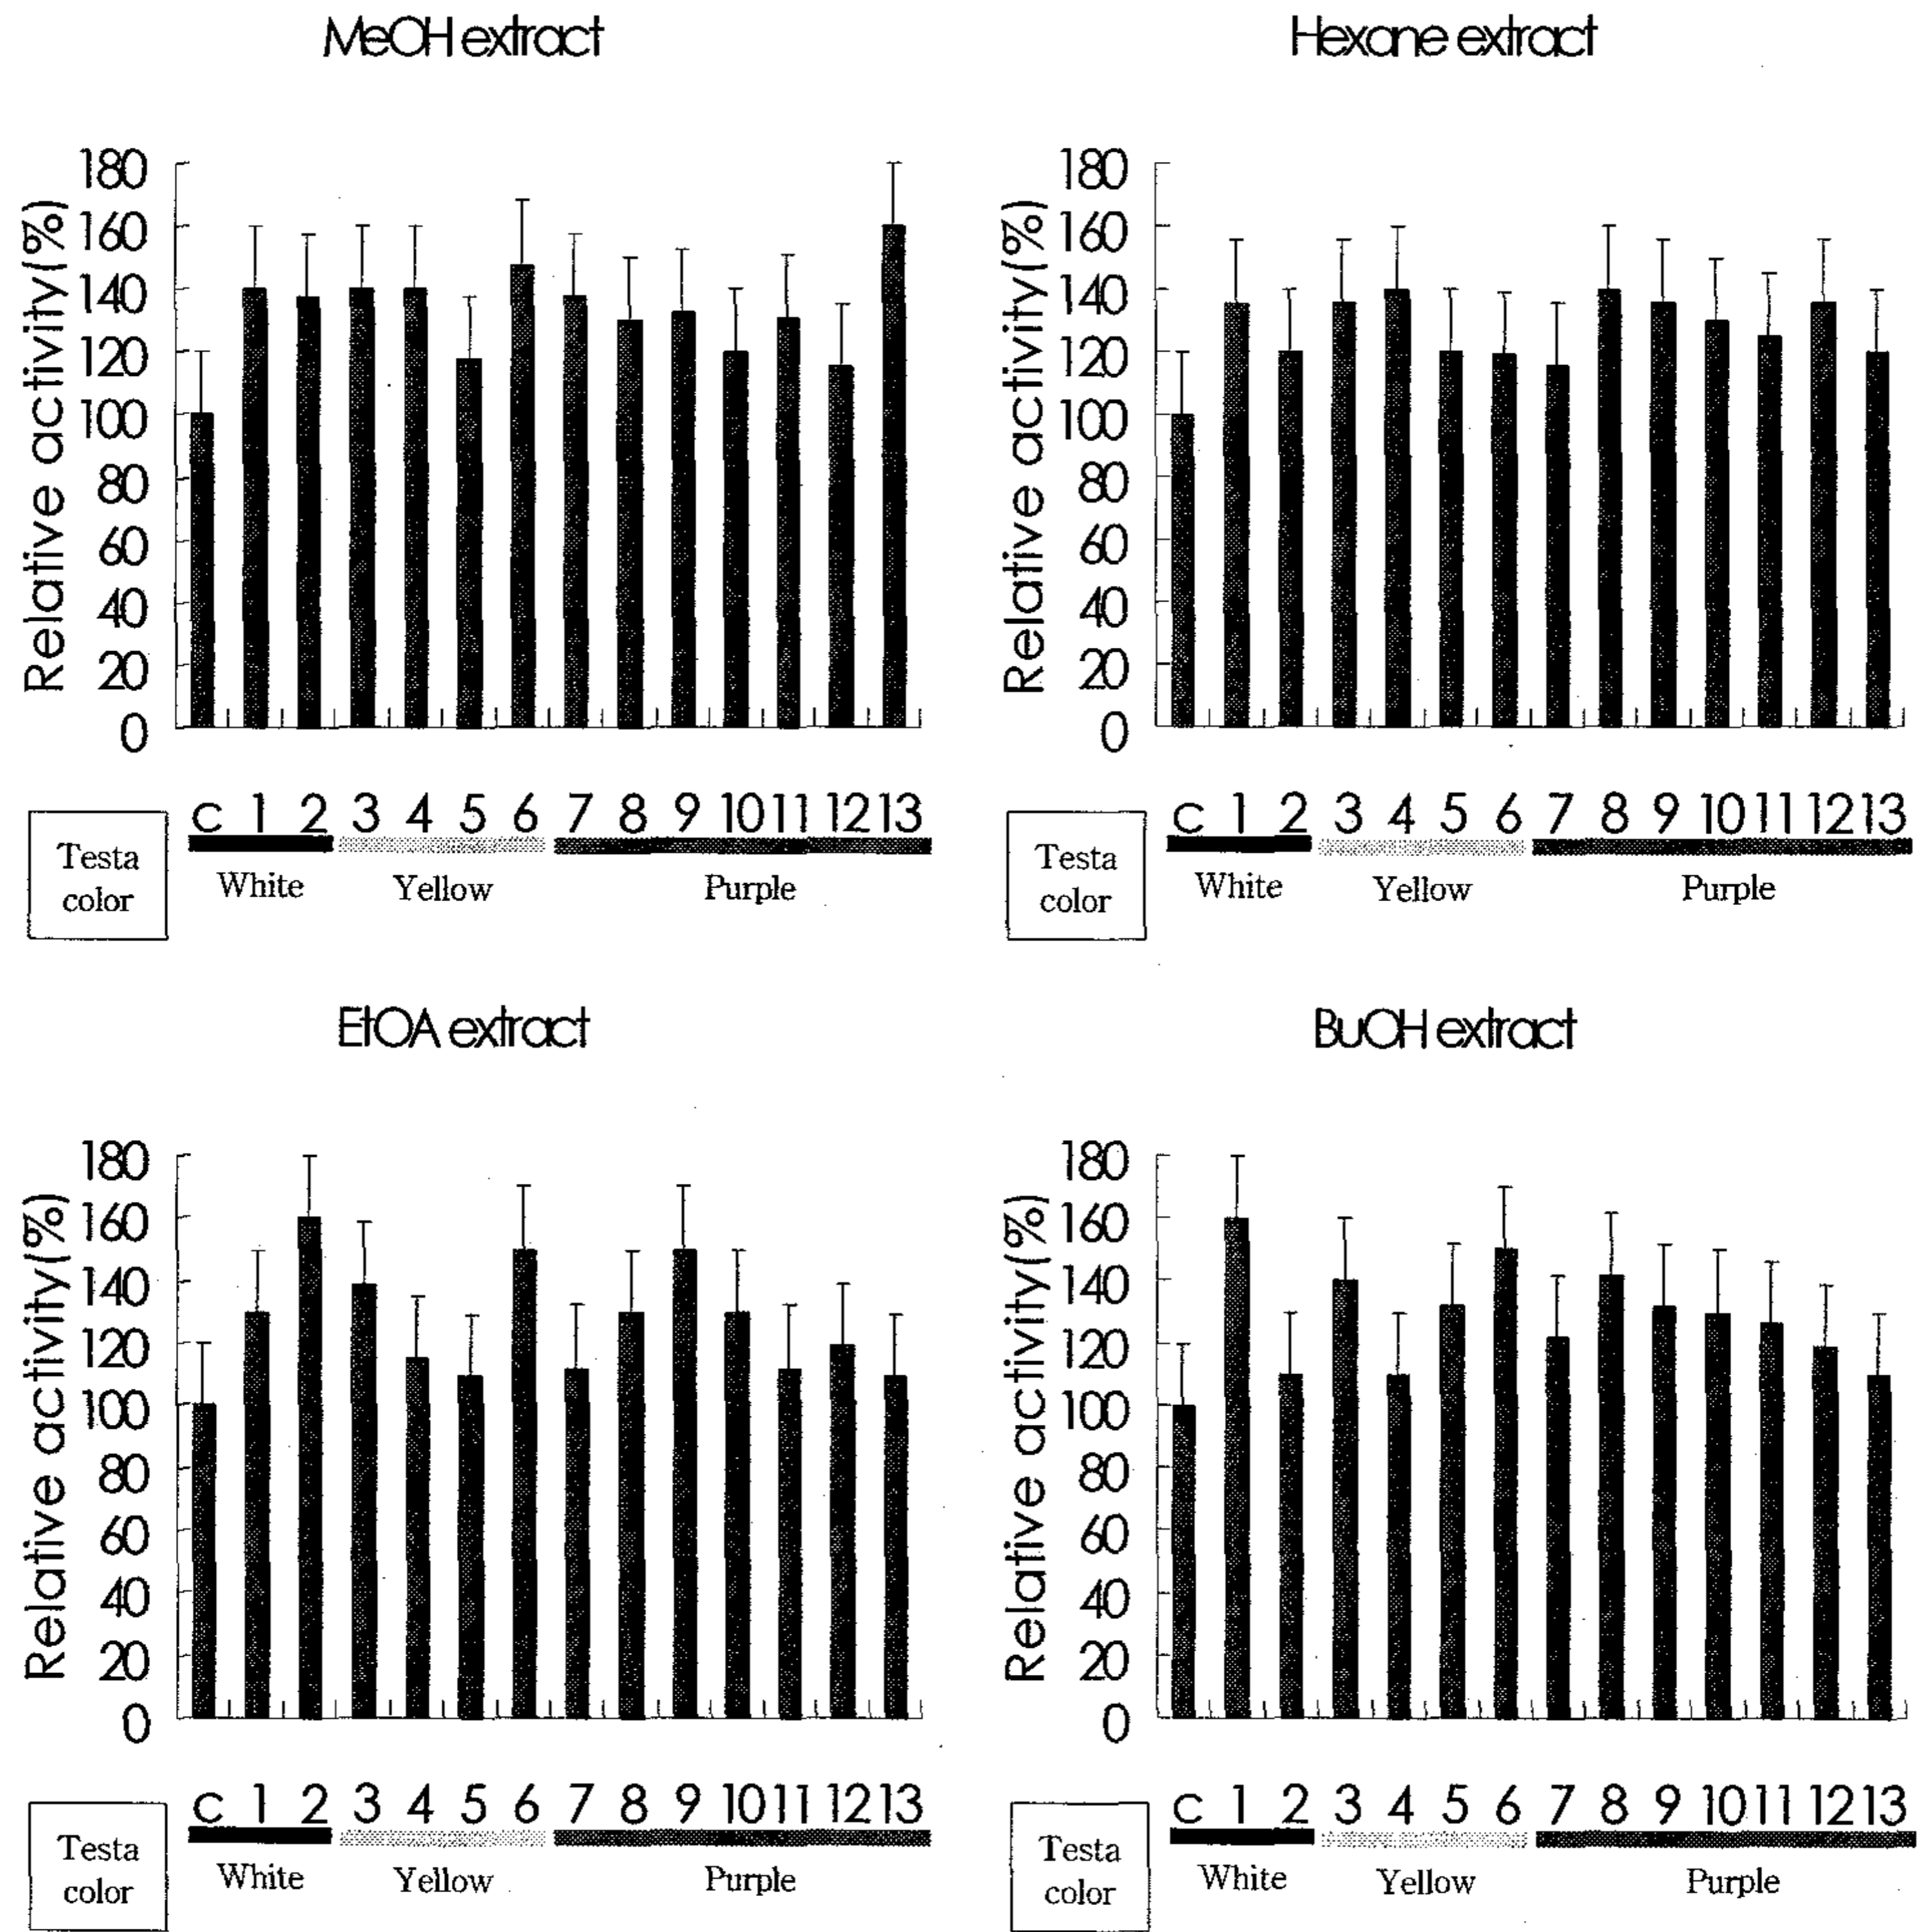 MeOH extract
Relative activity(%)
180
160
140
120
100
80
60
40
20
0
c 1 2 3 4 5 6 7 8 9 10 11 12 13
Testa
color
White Yellow Purple
Hexane extract
Relative activity(%)
180
160
140
120
100
80
60
40
20
0
c 1 2 3 4 5 6 7 8 9 10 11 12 13
Testa
color
White Yellow Purple
EtOA extract
Relative activity(%)
180
160
140
120
100
80
60
40
20
0
c 1 2 3 4 5 6 7 8 9 10 11 12 13
Testa
color
White Yellow Purple
BuOH extract
Relative activity(%)
180
160
140
120
100
80
60
40
20
0
c 1 2 3 4 5 6 7 8 9 10 11 12 13
Testa
color
White Yellow Purple